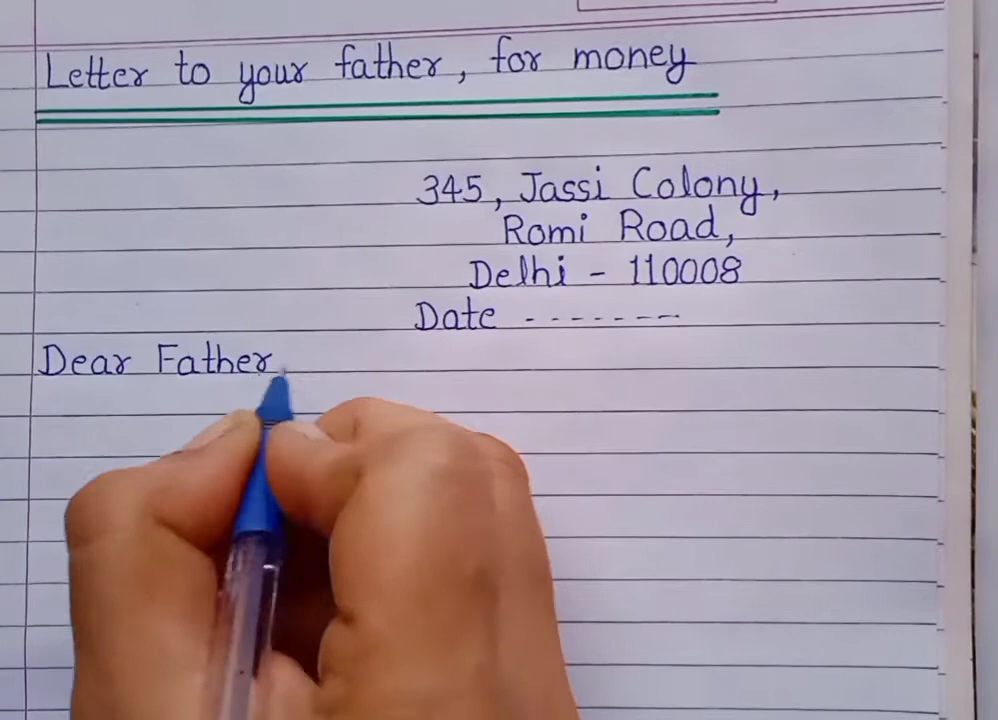 Letter to your father, for money
345, Jassi Colony,
Romi Road,
Delhi - 110008
Date -------
Dear Father,